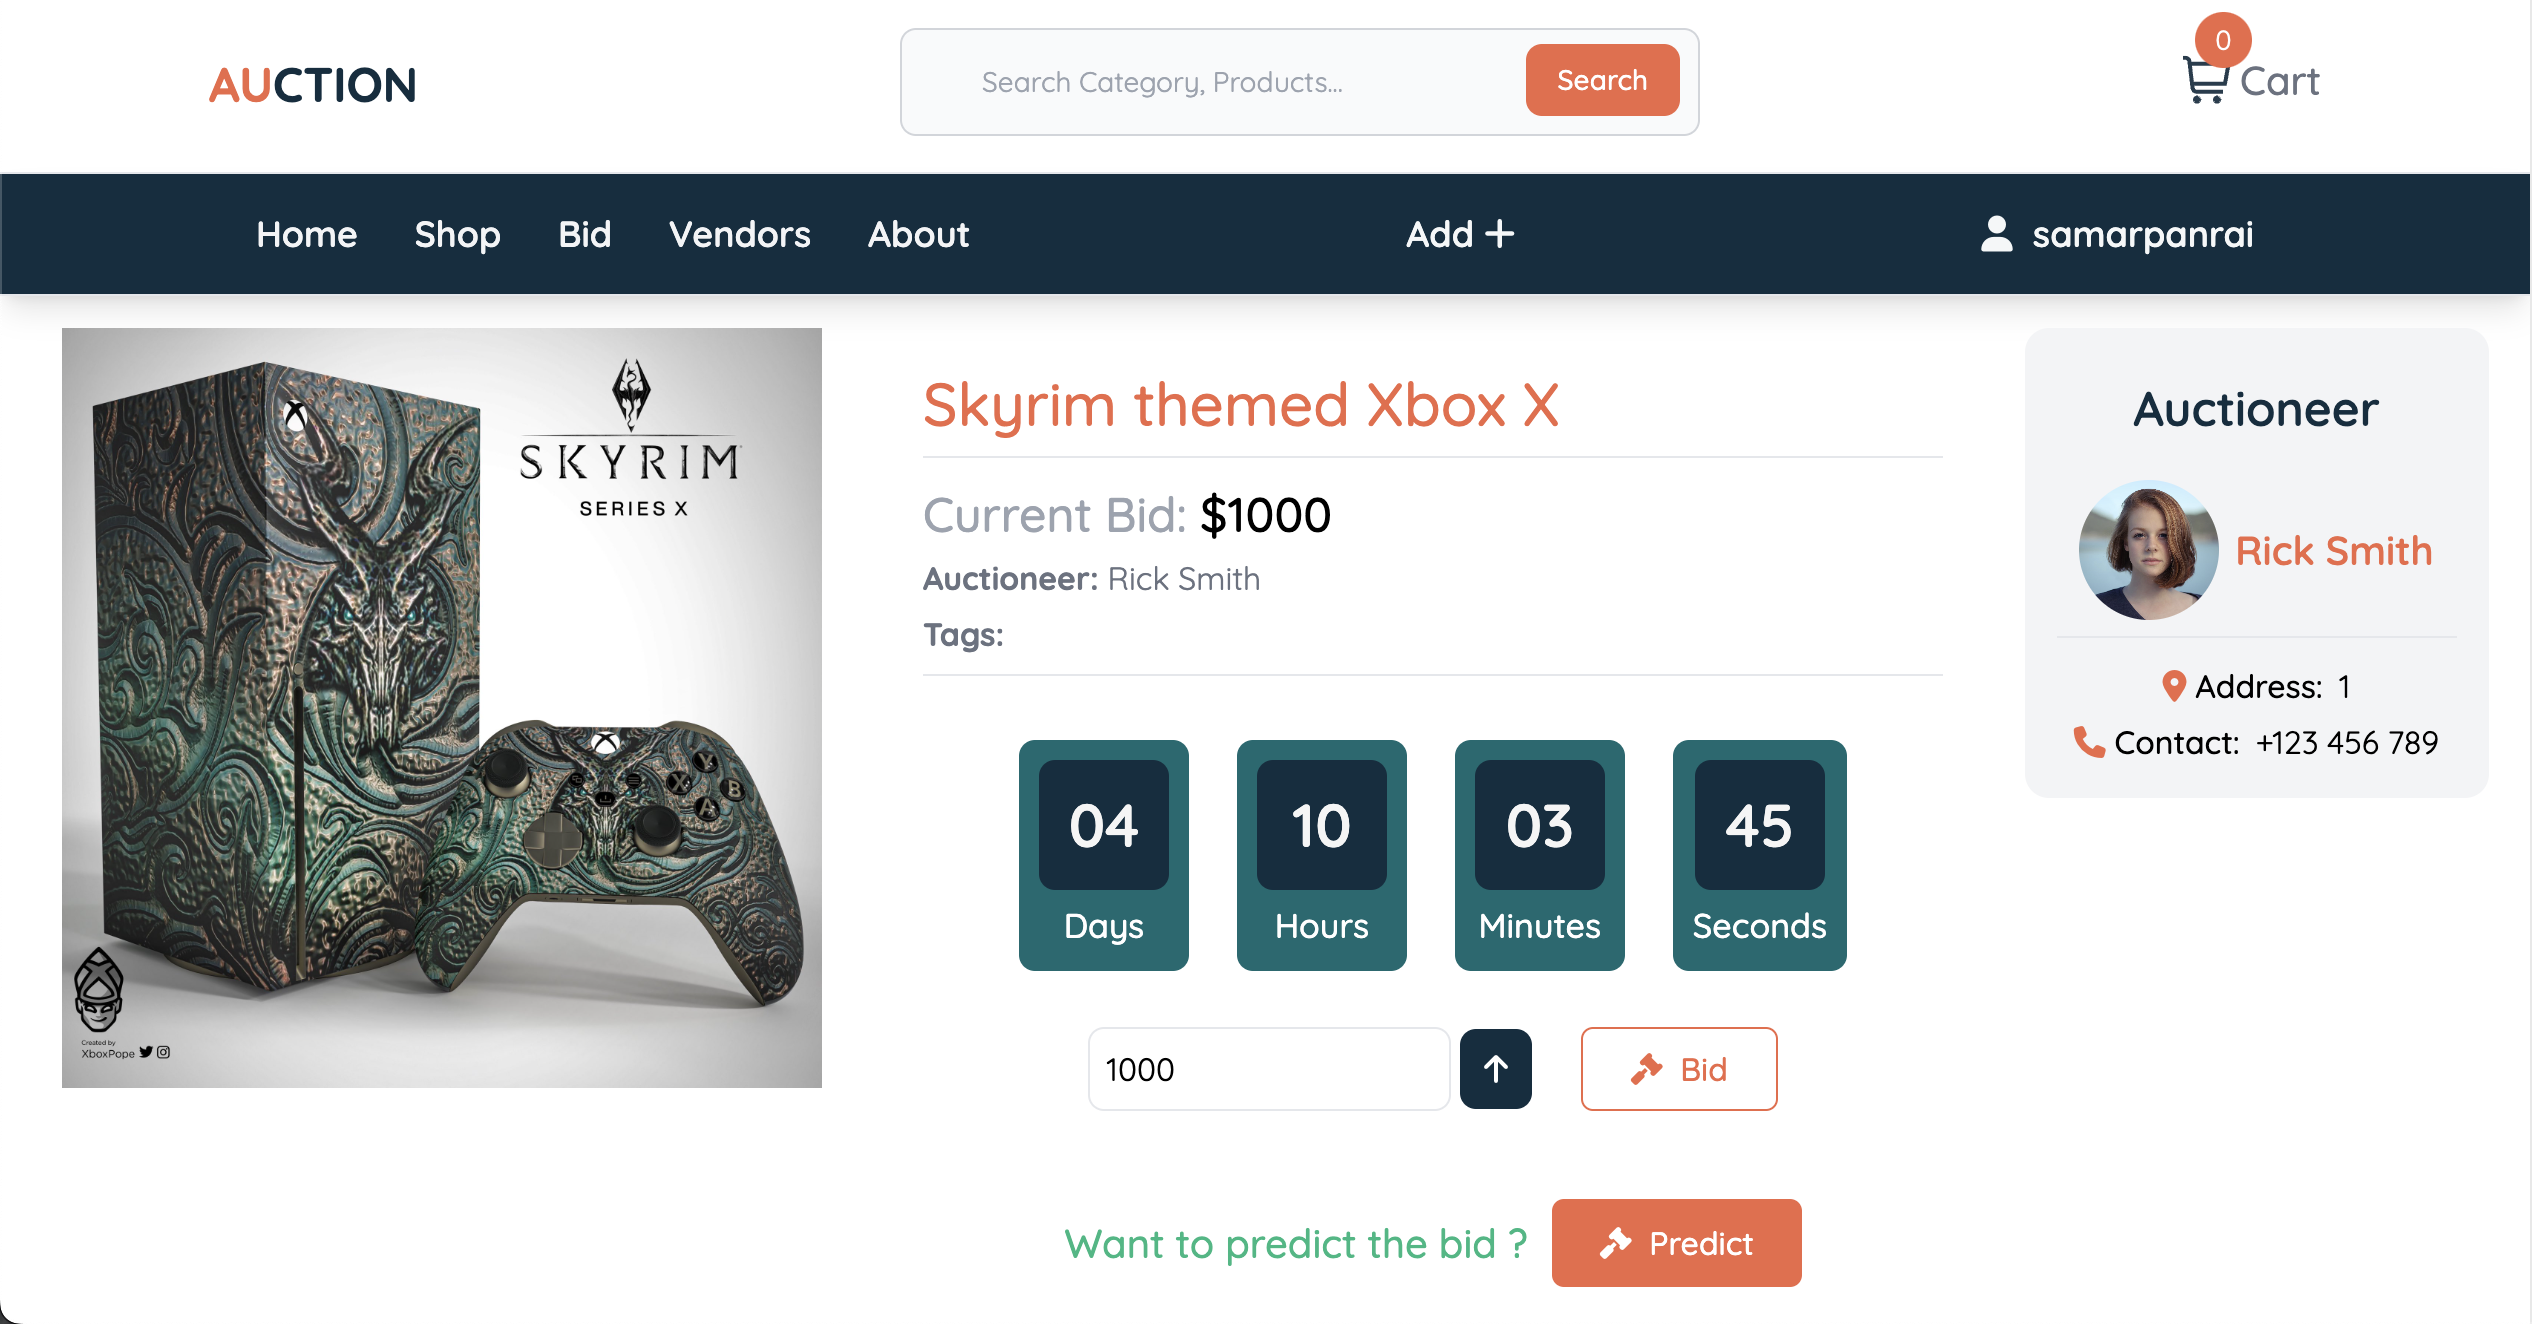 AUCTION
Search Category, Products...
Search
0
Cart
Home
Shop
Bid
Vendors
About
Add +
samarpanrai
SKYRIM
SERIES X
Y
X
B
A
Created by
XboxPope
Skyrim themed Xbox X
Current Bid: $1000
Auctioneer: Rick Smith
Tags:
04
10
03
45
Days
Hours
Minutes
Seconds
1000
Bid
Want to predict the bid ?
Predict
Auctioneer
Rick Smith
Address: 1
Contact: +123 456 789